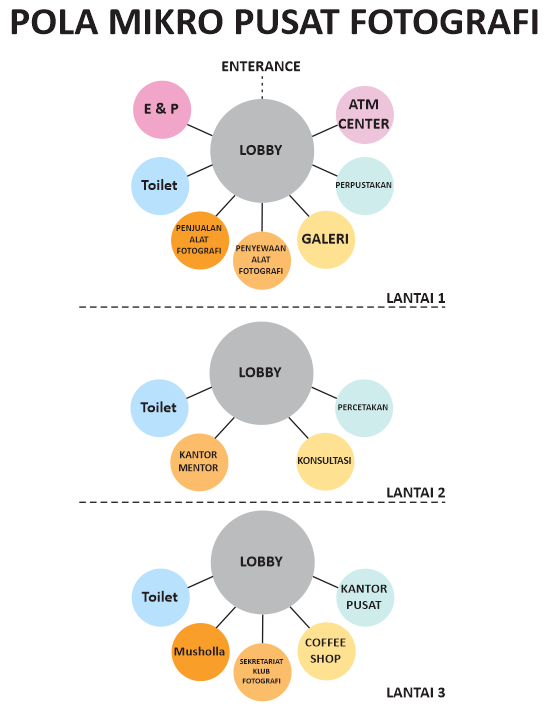 POLA MIKRO PUSAT FOTOGRAFI
ENTERANCE
E & P
ATM
CENTER
LOBBY
Toilet
PERPUSTAKAN
PENJUALAN
ALAT
FOTOGRAFI
PENYEWAAN
ALAT
FOTOGRAFI
GALERI
LANTAI 1
LOBBY
Toilet
PERCETAKAN
KANTOR
MENTOR
KONSULTASI
LANTAI 2
LOBBY
Toilet
KANTOR
PUSAT
Musholla
SEKRETARIAT
KLUB
FOTOGRAFI
COFFEE
SHOP
LANTAI 3